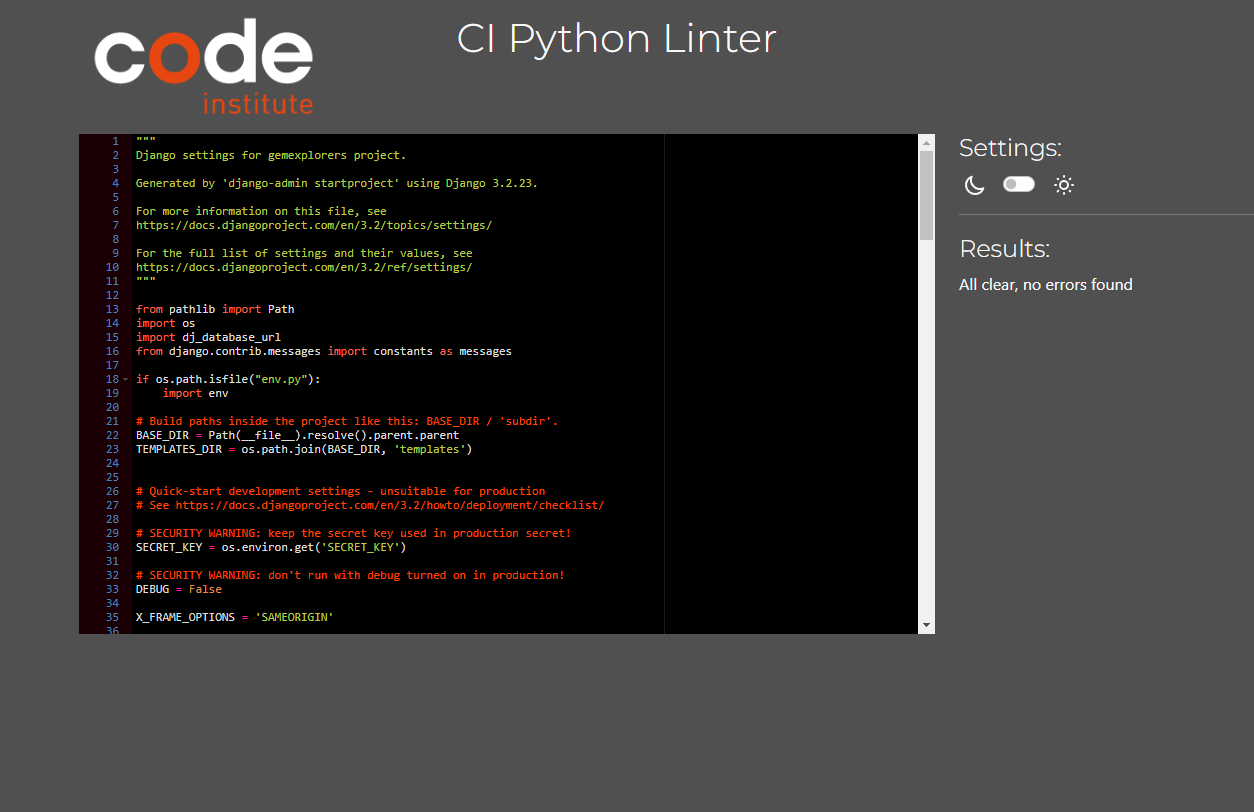 code
institute
CI Python Linter
1 """
2 Django settings for gemexplorers project.
3
4 Generated by 'django-admin startproject' using Django 3.2.23.
5
6 For more information on this file, see
7 https://docs.djangoproject.com/en/3.2/topics/settings/
8
9 For the full list of settings and their values, see
10 https://docs.djangoproject.com/en/3.2/ref/settings/
11 """
12
13 from pathlib import Path
14 import os
15 import dj_database_url
16 from django.contrib.messages import constants as messages
17
18 if os.path.isfile("env.py"):
19     import env
20
21 # Build paths inside the project like this: BASE_DIR / 'subdir'.
22 BASE_DIR = Path(__file__).resolve().parent.parent
23 TEMPLATES_DIR = os.path.join(BASE_DIR, 'templates')
24
25
26 # Quick-start development settings - unsuitable for production
27 # See https://docs.djangoproject.com/en/3.2/howto/deployment/checklist/
28
29 # SECURITY WARNING: keep the secret key used in production secret!
30 SECRET_KEY = os.environ.get('SECRET_KEY')
31
32 # SECURITY WARNING: don't run with debug turned on in production!
33 DEBUG = False
34
35 X_FRAME_OPTIONS = 'SAMEORIGIN'
36
Settings:
Results:
All clear, no errors found